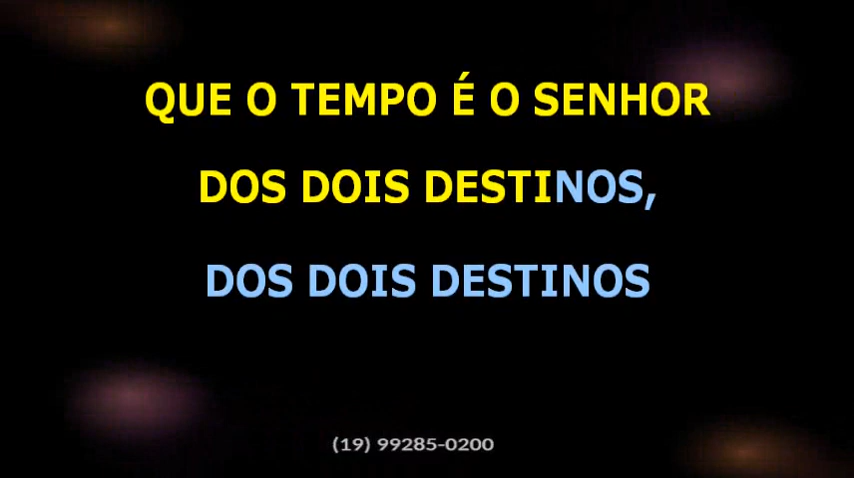 QUE O TEMPO É O SENHOR
DOS DOIS DESTINOS,
DOS DOIS DESTINOS
(19) 99285-0200